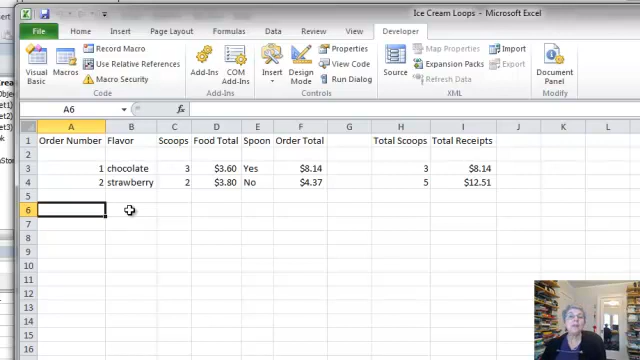 Ice Cream Loops - Microsoft Excel
File Home Insert Page Layout Formulas Data Review View Developer
Visual Basic Macros Record Macro Use Relative References Macro Security Code
Add-Ins COM Add-Ins Add-Ins
Insert Design Mode Properties View Code Run Dialog Controls
Source Map Properties Expansion Packs Refresh Data Import Export XML
Document Panel Modify
A6 fx
A B C D E F G H I J K L
1 Order Number Flavor Scoops Food Total Spoon Order Total Total Scoops Total Receipts
2
3 1 chocolate 3 $3.60 Yes $8.14 3 $8.14
4 2 strawberry 2 $3.80 No $4.37 5 $12.51
5
6
7
8
9
10
11
12
13
14
15
16